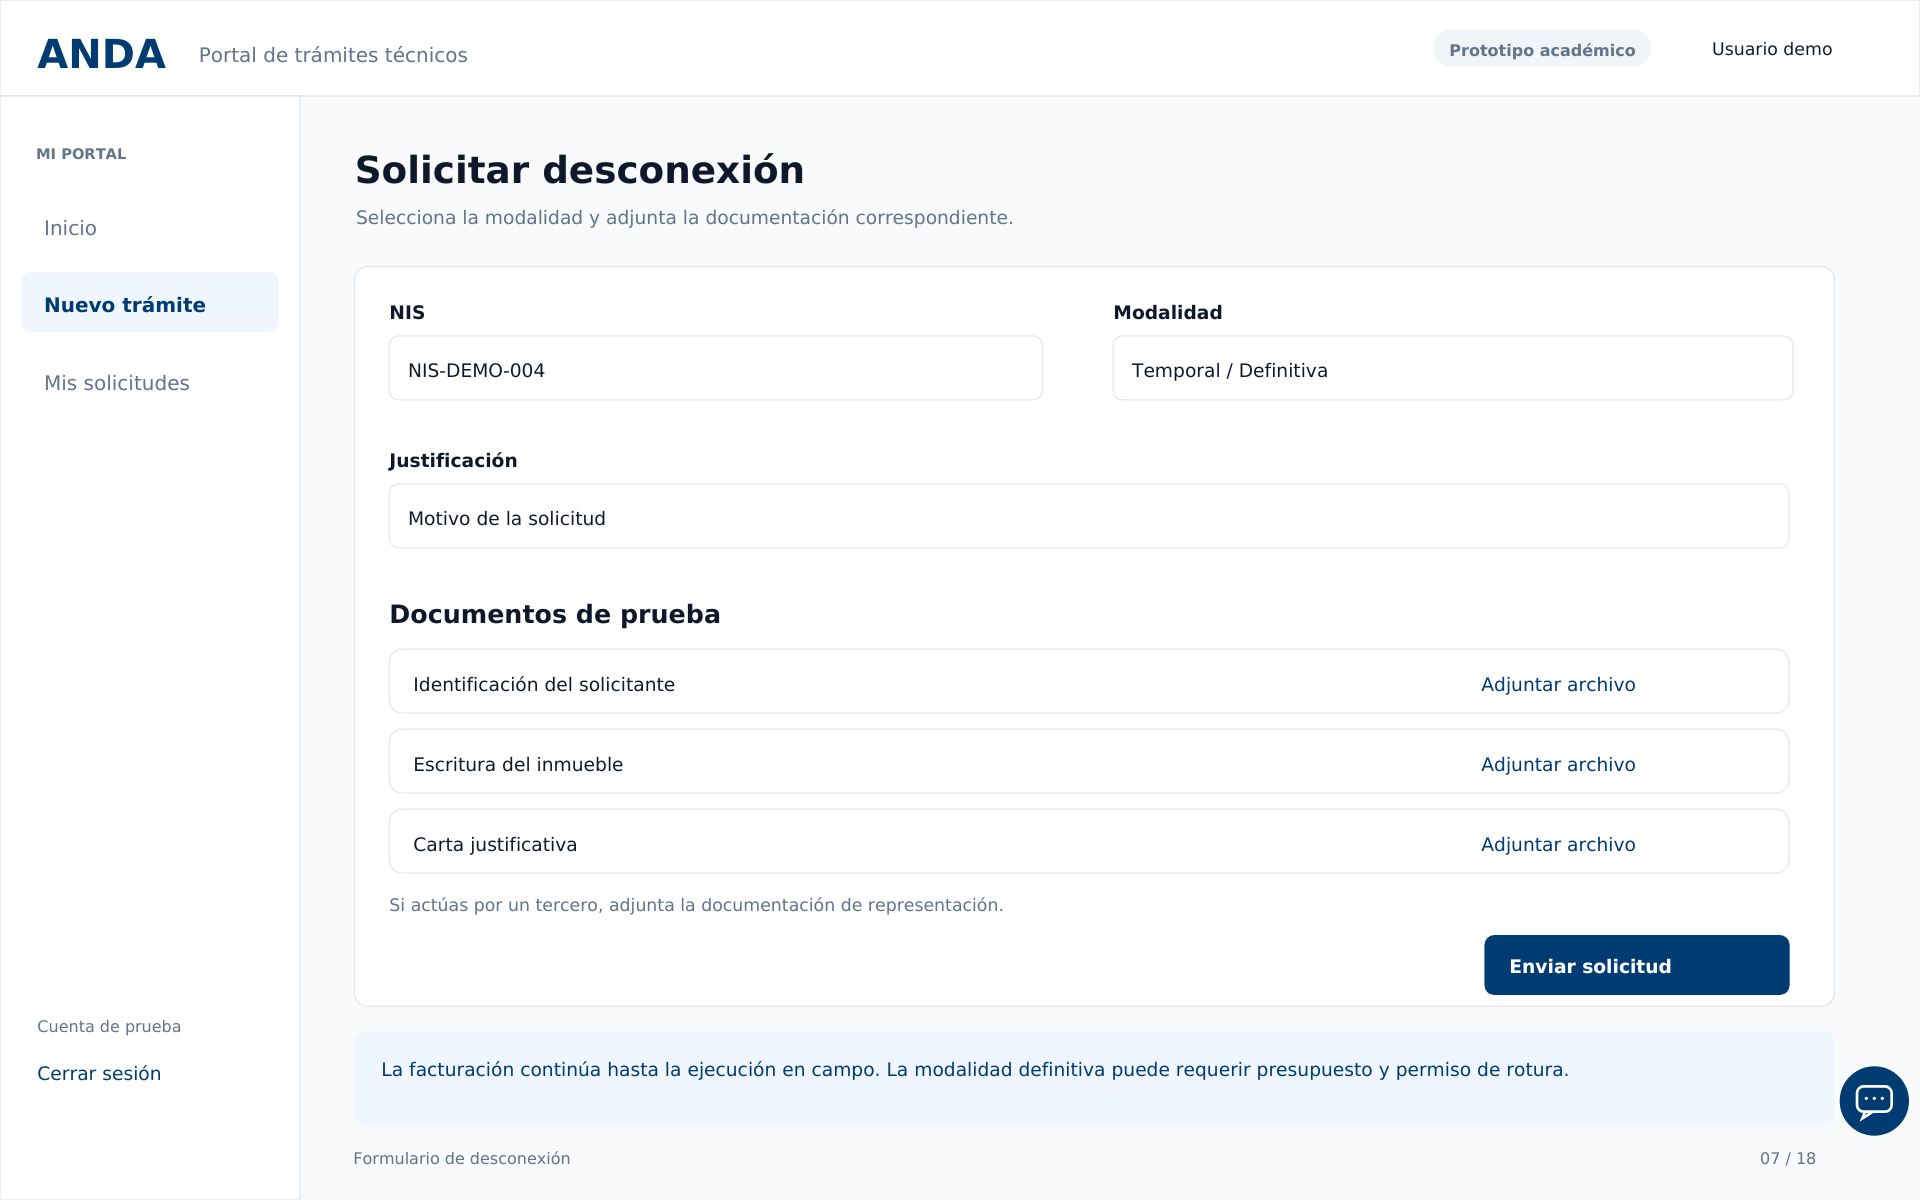 ANDA
Portal de trámites técnicos
Prototipo académico
Usuario demo
MI PORTAL
Inicio
Nuevo trámite
Mis solicitudes
Cuenta de prueba
Cerrar sesión
Solicitar desconexión
Selecciona la modalidad y adjunta la documentación correspondiente.
NIS
Modalidad
NIS-DEMO-004
Temporal / Definitiva
Justificación
Motivo de la solicitud
Documentos de prueba
Identificación del solicitante
Adjuntar archivo
Escritura del inmueble
Adjuntar archivo
Carta justificativa
Adjuntar archivo
Si actúas por un tercero, adjunta la documentación de representación.
Enviar solicitud
La facturación continúa hasta la ejecución en campo. La modalidad definitiva puede requerir presupuesto y permiso de rotura.
Formulario de desconexión
07 / 18